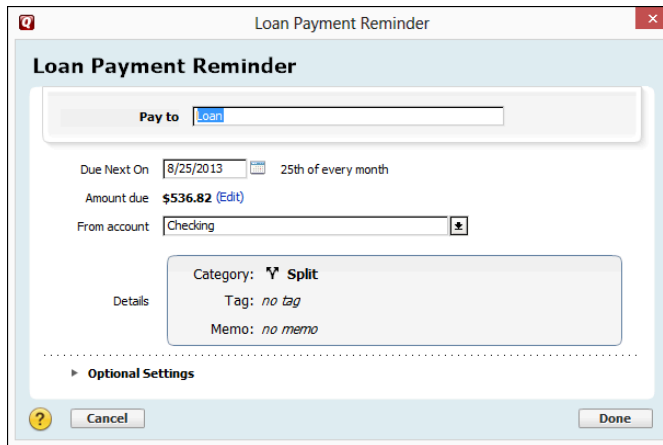 Loan Payment Reminder
Loan Payment Reminder
Pay to Loan
Due Next On 8/25/2013 25th of every month
Amount due $536.82 (Edit)
From account Checking
Category: Split
Details Tag: no tag
Memo: no memo
Optional Settings
? Cancel Done